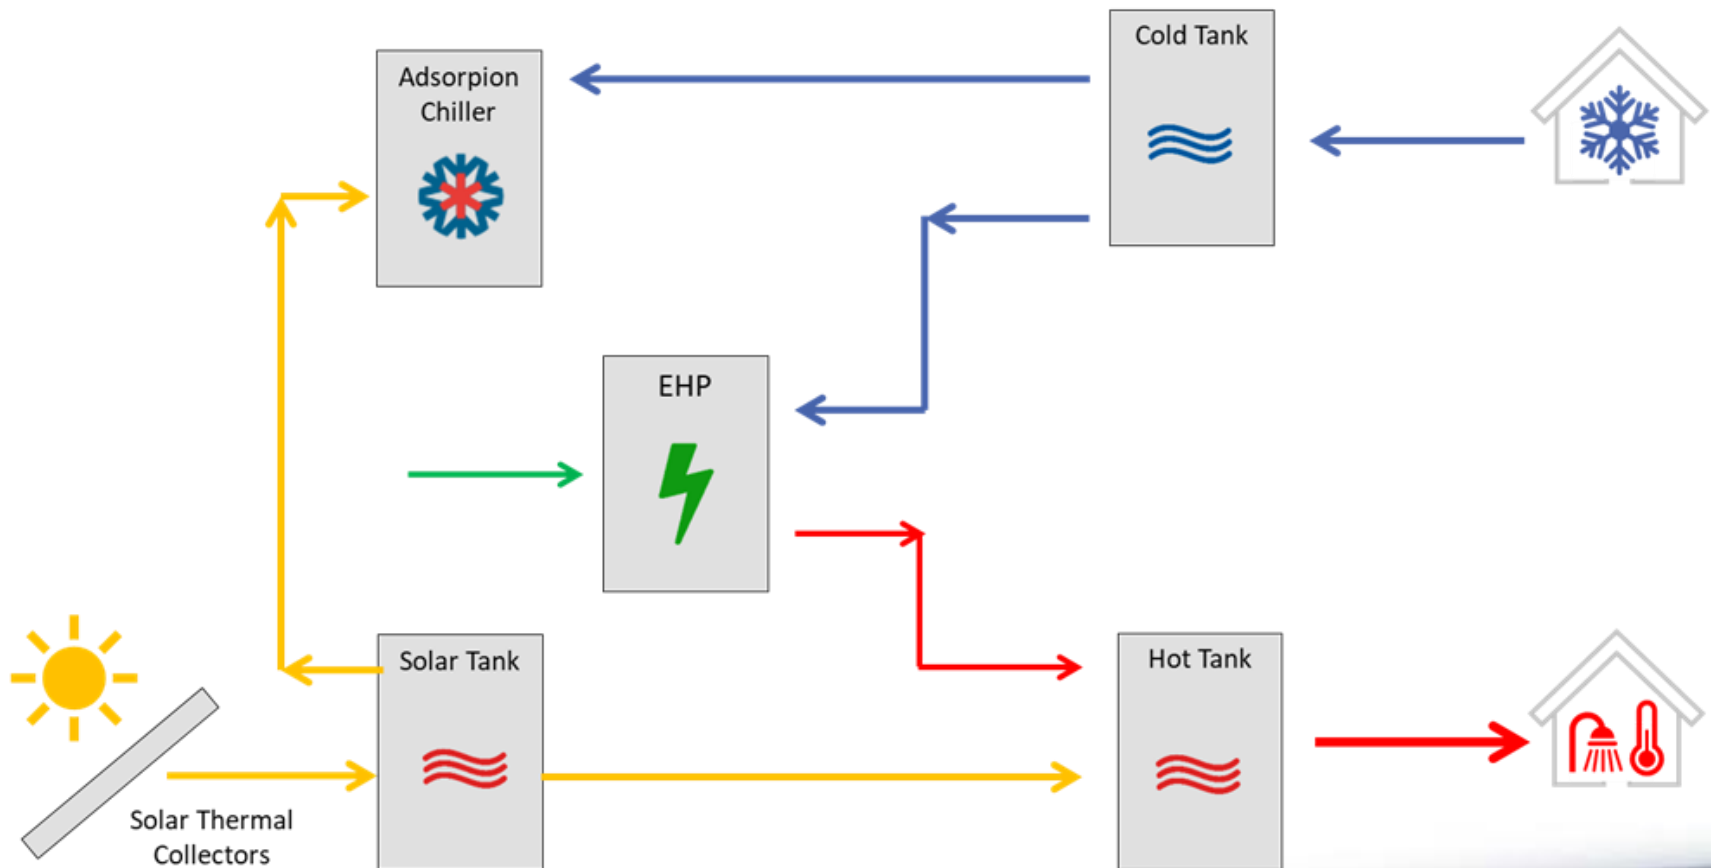 Cold Tank
Adsorpion
Chiller
EHP
Solar Tank
Hot Tank
Solar Thermal
Collectors